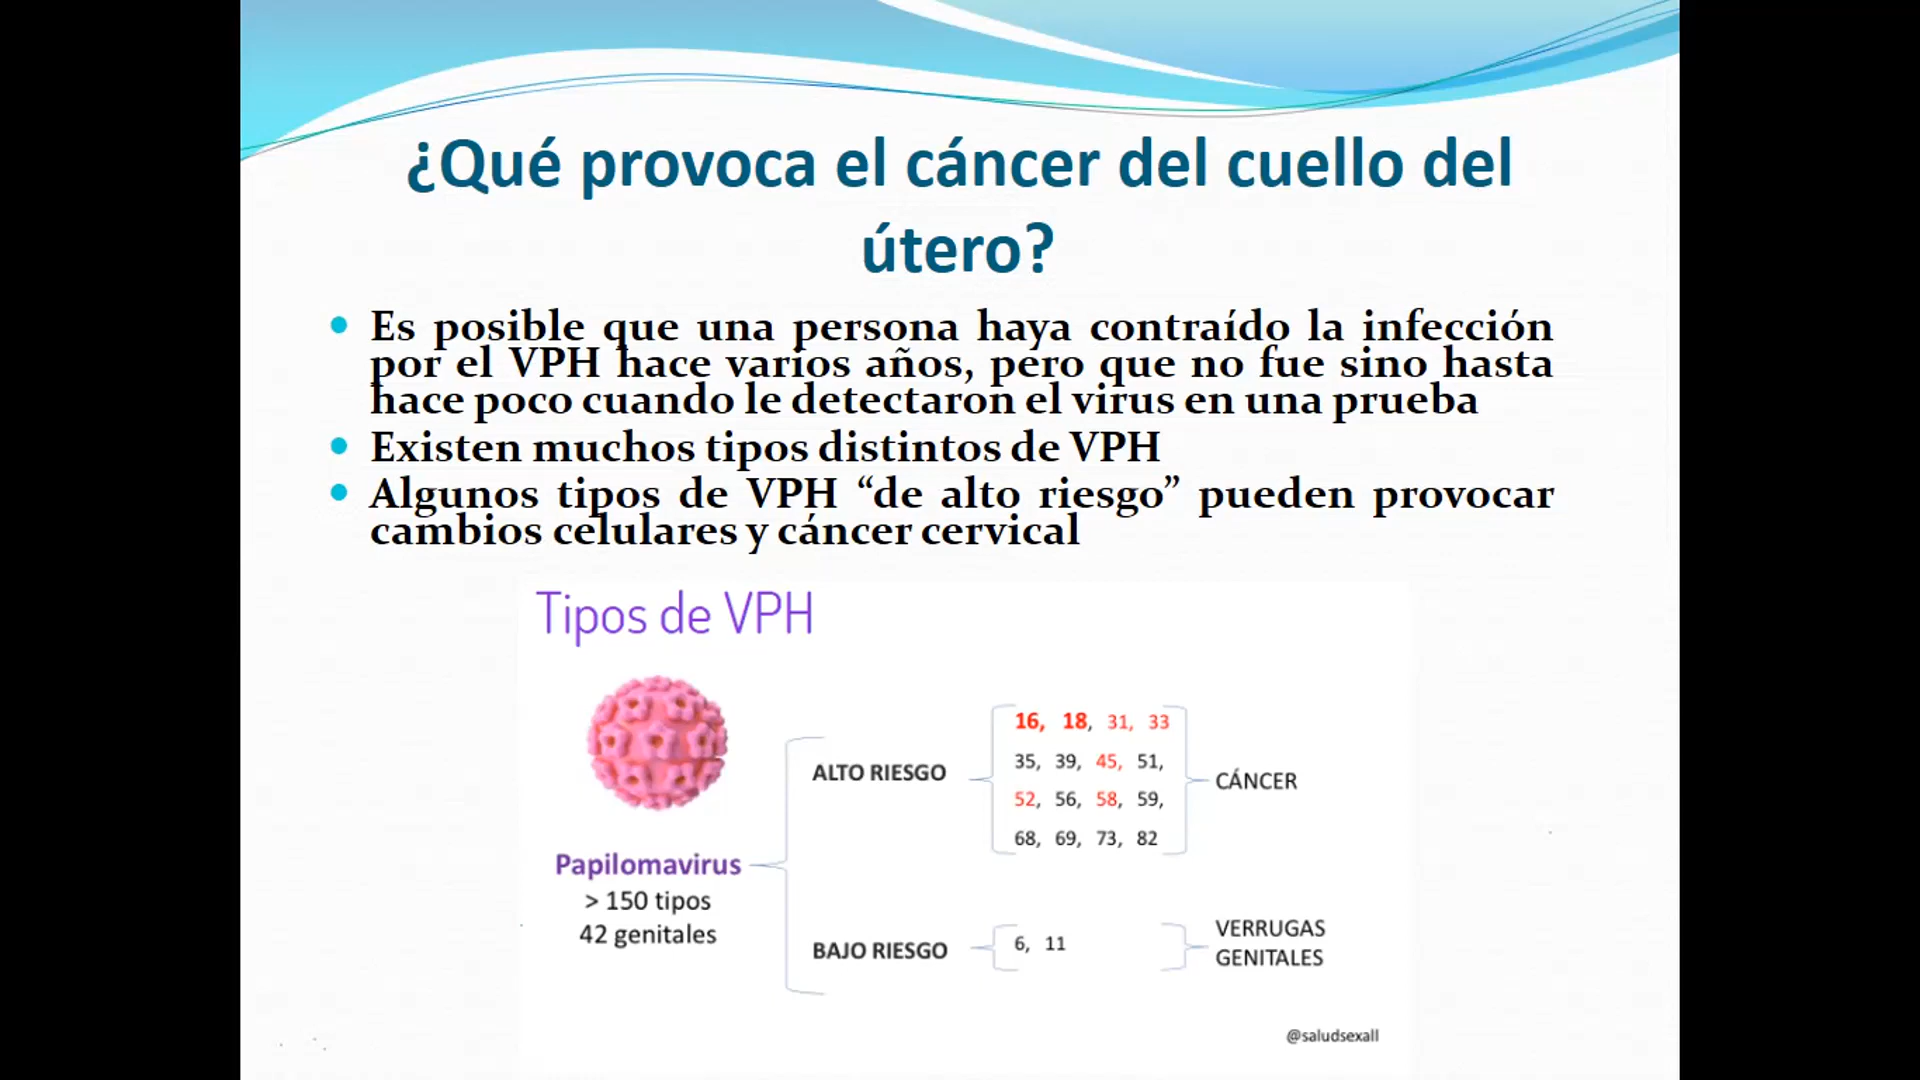 ¿Qué provoca el cáncer del cuello del
útero?
• Es posible que una persona haya contraído la infección
por el VPH hace varios años, pero que no fue sino hasta
hace poco cuando le detectaron el virus en una prueba
• Existen muchos tipos distintos de VPH
• Algunos tipos de VPH “de alto riesgo” pueden provocar
cambios celulares y cáncer cervical
Tipos de VPH
Papilomavirus
> 150 tipos
42 genitales
ALTO RIESGO
16, 18, 31, 33
35, 39, 45, 51,
52, 56, 58, 59,
68, 69, 73, 82
CÁNCER
BAJO RIESGO
6, 11
VERRUGAS
GENITALES
@saludsexall